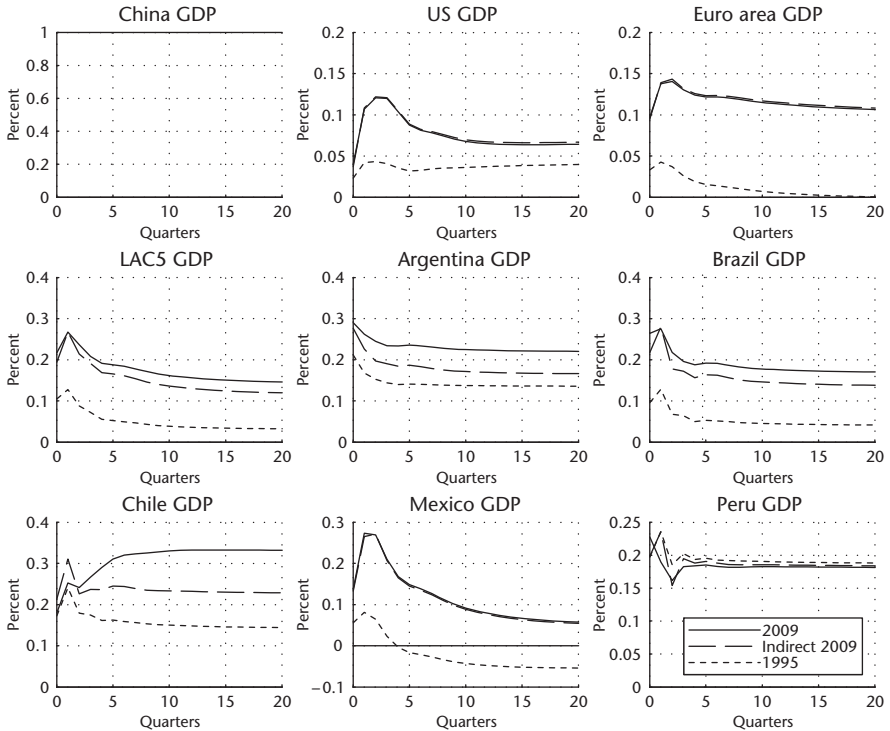 China GDP
Percent
1
0.8
0.6
0.4
0.2
0
0 5 10 15 20
Quarters
US GDP
Percent
0.2
0.15
0.1
0.05
0
0 5 10 15 20
Quarters
Euro area GDP
Percent
0.2
0.15
0.1
0.05
0
0 5 10 15 20
Quarters
LAC5 GDP
Percent
0.4
0.3
0.2
0.1
0
0 5 10 15 20
Quarters
Argentina GDP
Percent
0.4
0.3
0.2
0.1
0
0 5 10 15 20
Quarters
Brazil GDP
Percent
0.4
0.3
0.2
0.1
0
0 5 10 15 20
Quarters
Chile GDP
Percent
0.4
0.3
0.2
0.1
0
0 5 10 15 20
Quarters
Mexico GDP
Percent
0.3
0.2
0.1
0
−0.1
0 5 10 15 20
Quarters
Peru GDP
Percent
0.25
0.2
0.15
0.1
0.05
0
0 5 10 15 20
Quarters
2009
Indirect 2009
1995